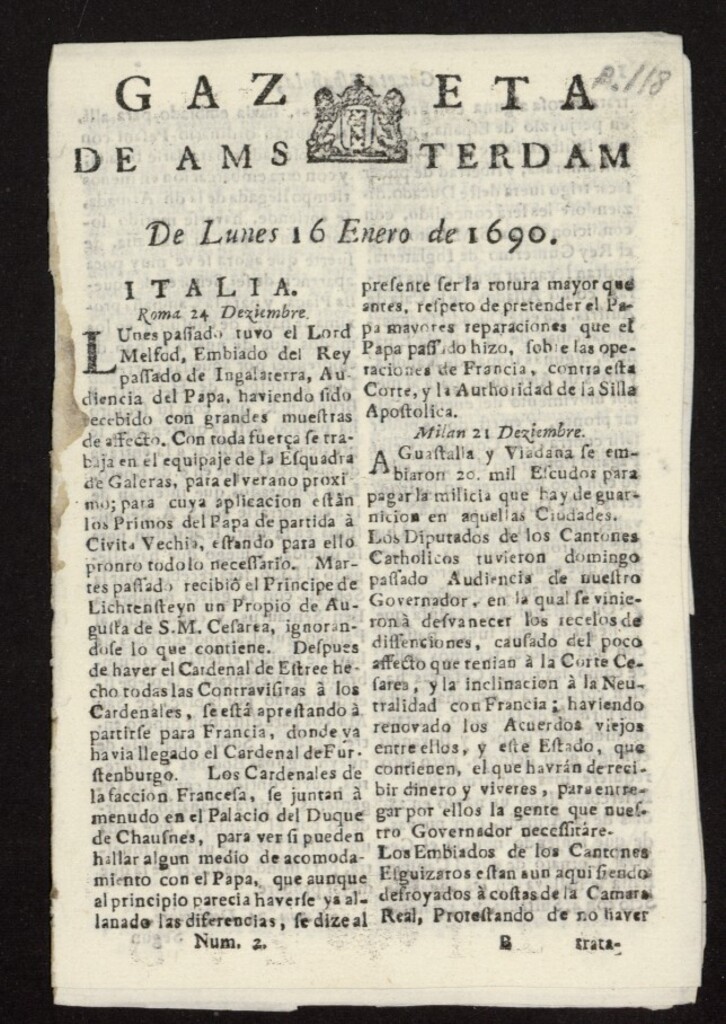 GAZETA
DE AMSTERDAM
P. 118
De Lunes 16 Enero de 1690.
ITALIA.
Roma 24 Deziembre.
LUnes paſſado tuvo el Lord
Melfod, Embiado del Rey
paſſado de Ingalaterra, Au-
diencia del Papa, haviendo ſido
recebido con grandes mueſtras
de affecto. Con toda fuerça ſe tra-
baja en el equipaje de la Eſquadra
de Galeras, para el verano proxi-
mo; para cuya aplicacion eſtàn
los Primos del Papa de partida à
Civita Vechia, eſtando para ello
pronto todo lo neceſſario. Mar-
tes paſſado recibiô el Principe de
Lichtenſteyn un Propio de Au-
guſta de S.M. Ceſarea, ignoran-
doſe lo que contiene. Deſpues
de haver el Cardenal de Eſtree he-
cho todas las Contraviſitas à los
Cardenales, ſe eſtá apreſtando à
partirſe para Francia, donde ya
havia llegado el Cardenal de Fur-
ſtenburgo. Los Cardenales de
la faccion Franceſa, ſe juntan à
menudo en el Palacio del Duque
de Chauſnes, para ver ſi pueden
hallar algun medio de acomoda-
miento con el Papa, que aunque
al principio parecia haverſe ya al-
lanado las diferencias, ſe dize al
Num. 2.
preſente ſer la rotura mayor que
antes, reſpeto de pretender el Pa-
pa mayores reparaciones que el
Papa paſſado hizo, ſobre las ope-
raciones de Francia, contra eſta
Corte, y la Authoridad de la Silla
Apoſtolica.
Milan 21 Deziembre.
A Guaſtalla y Viadana ſe em-
biaron 20. mil Eſcudos para
pagar la milicia que hay de guar-
nicion en aquellas Ciudades.
Los Diputados de los Cantones
Catholicos tuvieron domingo
paſſado Audiencia de nueſtro
Governador, en la qual ſe vinie-
ron à deſvanecer los recelos de
diſſenciones, cauſado del poco
affecto que tenian à la Corte Ce-
ſarea, y la inclinacion à la Neu-
tralidad con Francia; haviendo
renovado los Acuerdos viejos
entre ellos, y eſte Eſtado, que
contienen, el que havràn de reci-
bir dinero y viveres, para entre-
gar por ellos la gente que nueſ-
tro Governador neceſſitáre.
Los Embiados de los Cantones
Eſguizaros eſtan aun aqui ſiendo
defroyados à coſtas de la Camara
Real, Proteſtando de no haver
B trata-